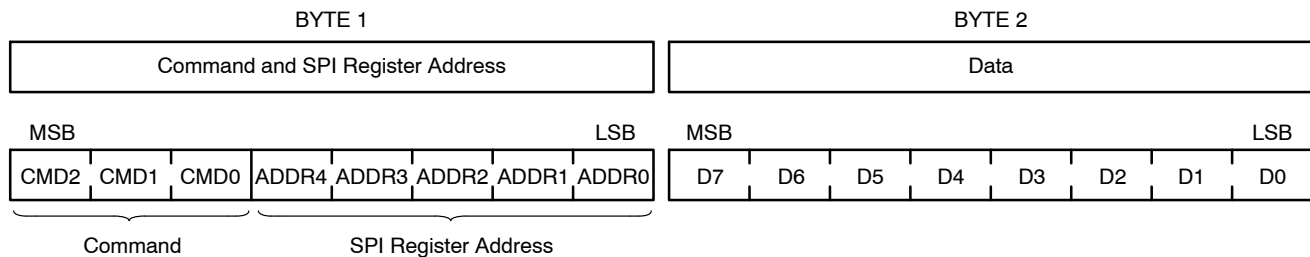 BYTE 1 BYTE 2
Command and SPI Register Address Data
MSB LSB MSB LSB
CMD2 CMD1 CMD0 ADDR4 ADDR3 ADDR2 ADDR1 ADDR0 D7 D6 D5 D4 D3 D2 D1 D0
Command SPI Register Address